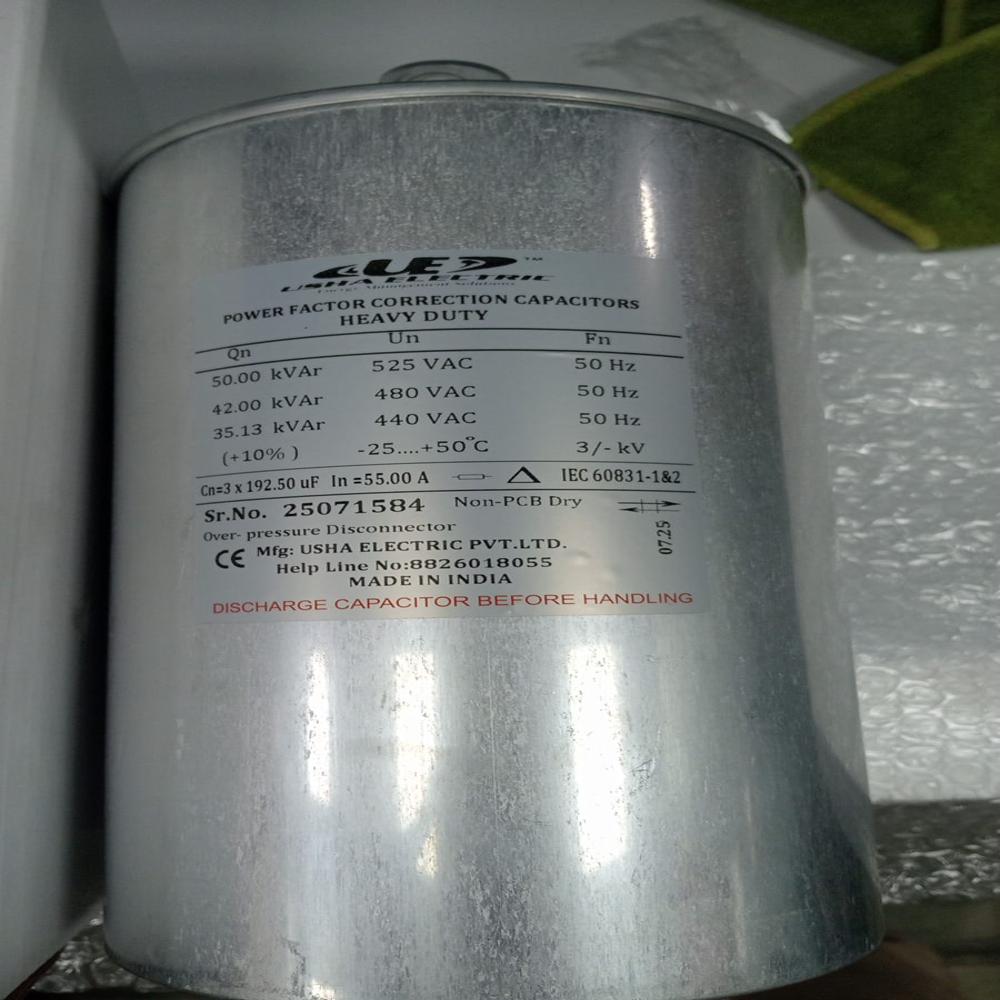 UE TM
USHA ELECTRIC
Energy Management Solutions
POWER FACTOR CORRECTION CAPACITORS
HEAVY DUTY
Qn Un Fn
50.00 kVAr 525 VAC 50 Hz
42.00 kVAr 480 VAC 50 Hz
35.13 kVAr 440 VAC 50 Hz
(+10% ) -25....+50°C 3/- kV
Cn=3 x 192.50 uF In =55.00 A IEC 60831-1&2
Sr.No. 25071584 Non-PCB Dry
Over- pressure Disconnector
07.25
CE Mfg: USHA ELECTRIC PVT.LTD.
Help Line No:8826018055
MADE IN INDIA
DISCHARGE CAPACITOR BEFORE HANDLING